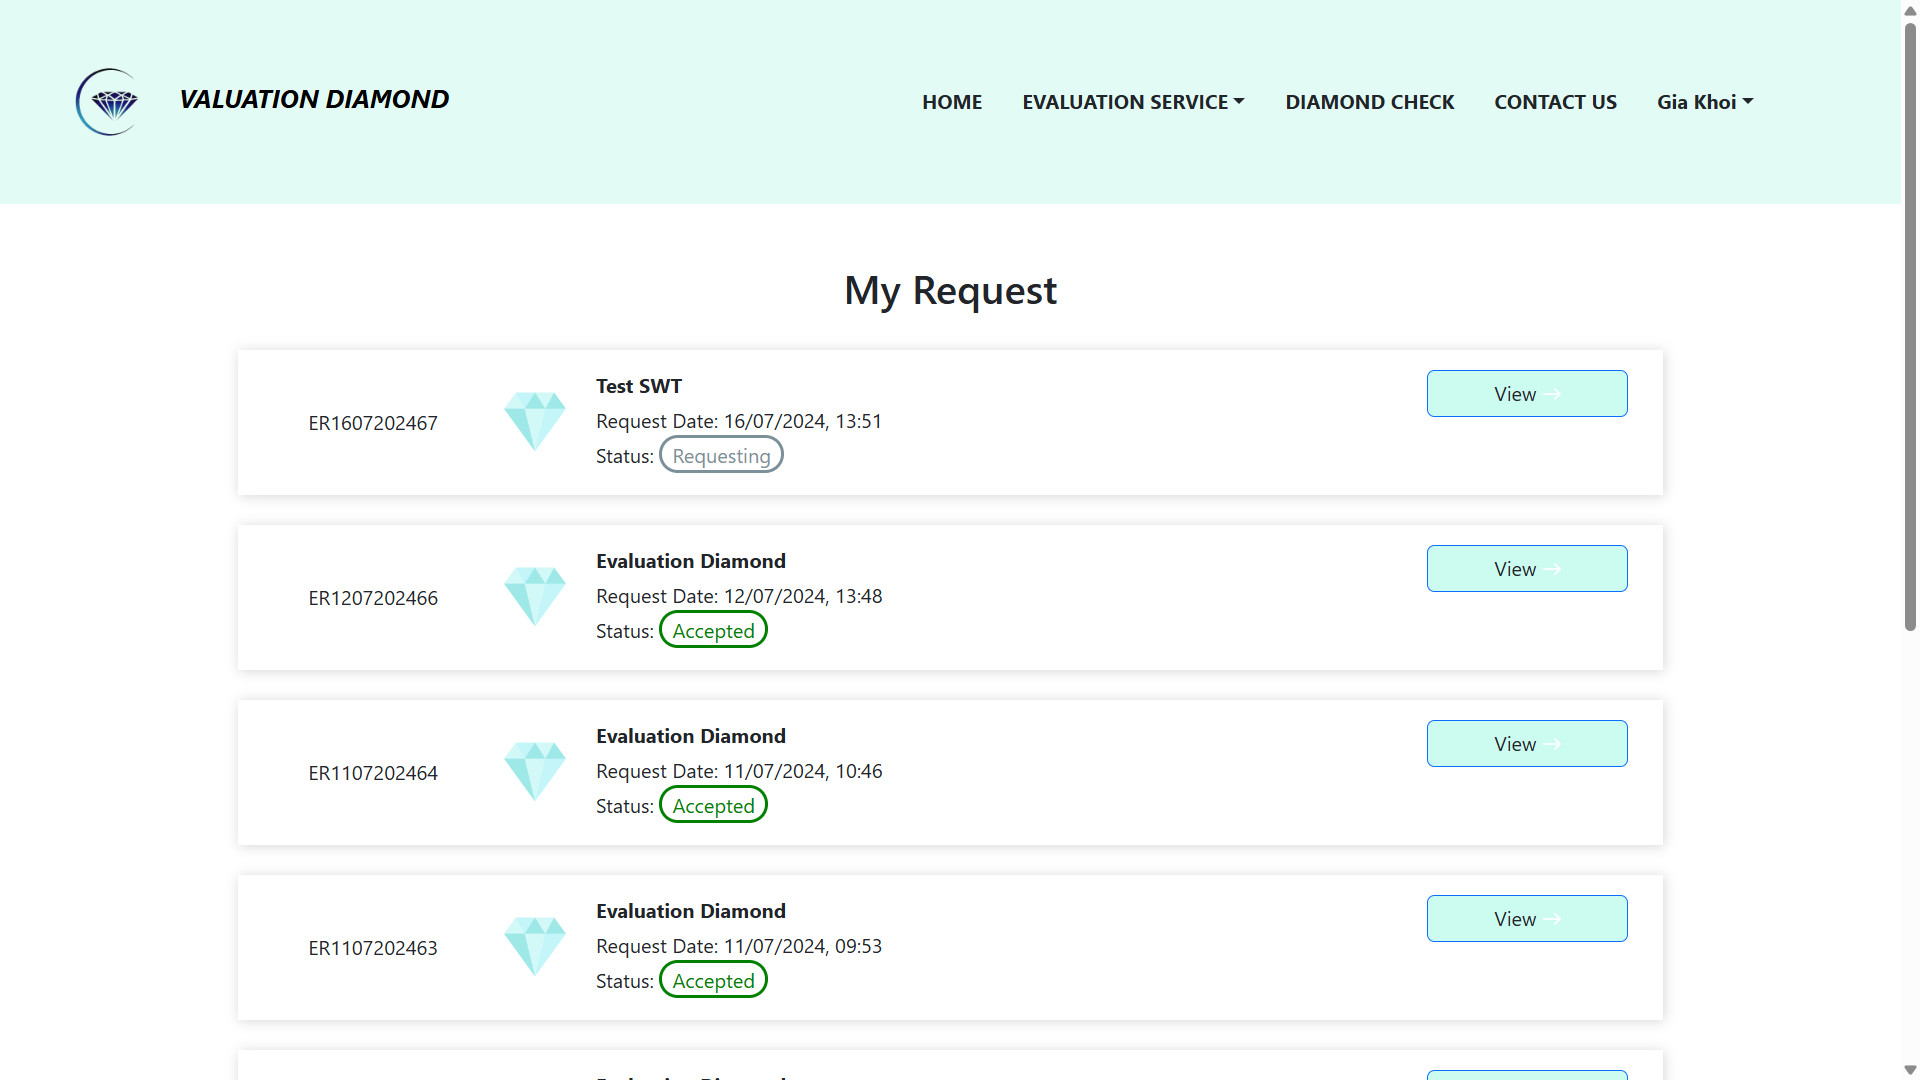 VALUATION DIAMOND
HOME
EVALUATION SERVICE
DIAMOND CHECK
CONTACT US
Gia Khoi
My Request
ER1607202467
Test SWT
Request Date: 16/07/2024, 13:51
Status: Requesting
View
ER1207202466
Evaluation Diamond
Request Date: 12/07/2024, 13:48
Status: Accepted
View
ER1107202464
Evaluation Diamond
Request Date: 11/07/2024, 10:46
Status: Accepted
View
ER1107202463
Evaluation Diamond
Request Date: 11/07/2024, 09:53
Status: Accepted
View